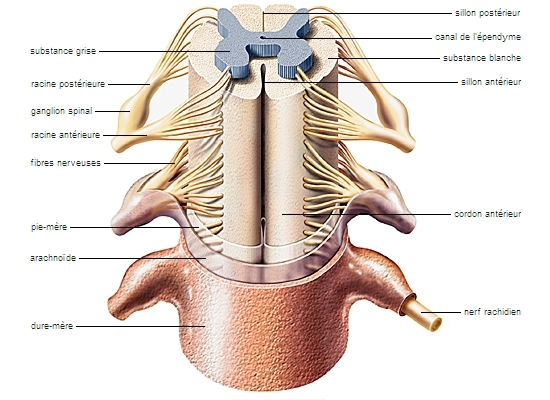 sillon postérieur
canal de l'épendyme
substance grise
substance blanche
racine postérieure
sillon antérieur
ganglion spinal
racine antérieure
fibres nerveuses
cordon antérieur
pie-mère
arachnoïde
nerf rachidien
dure-mère